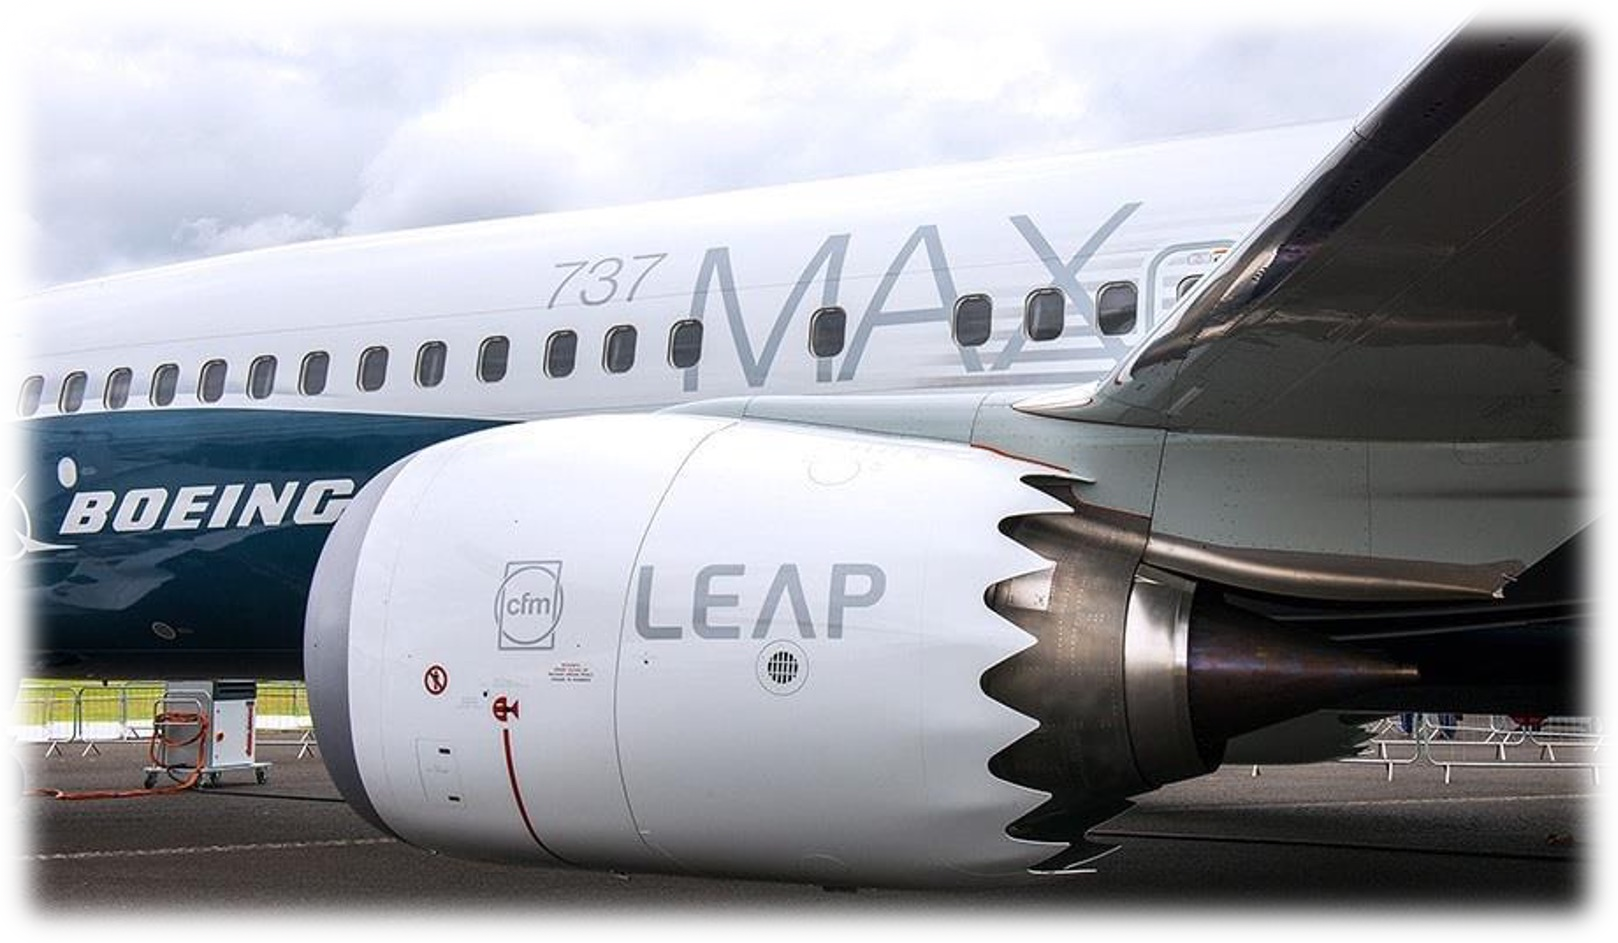 737 MAX
BOEING
cfm
LEAP